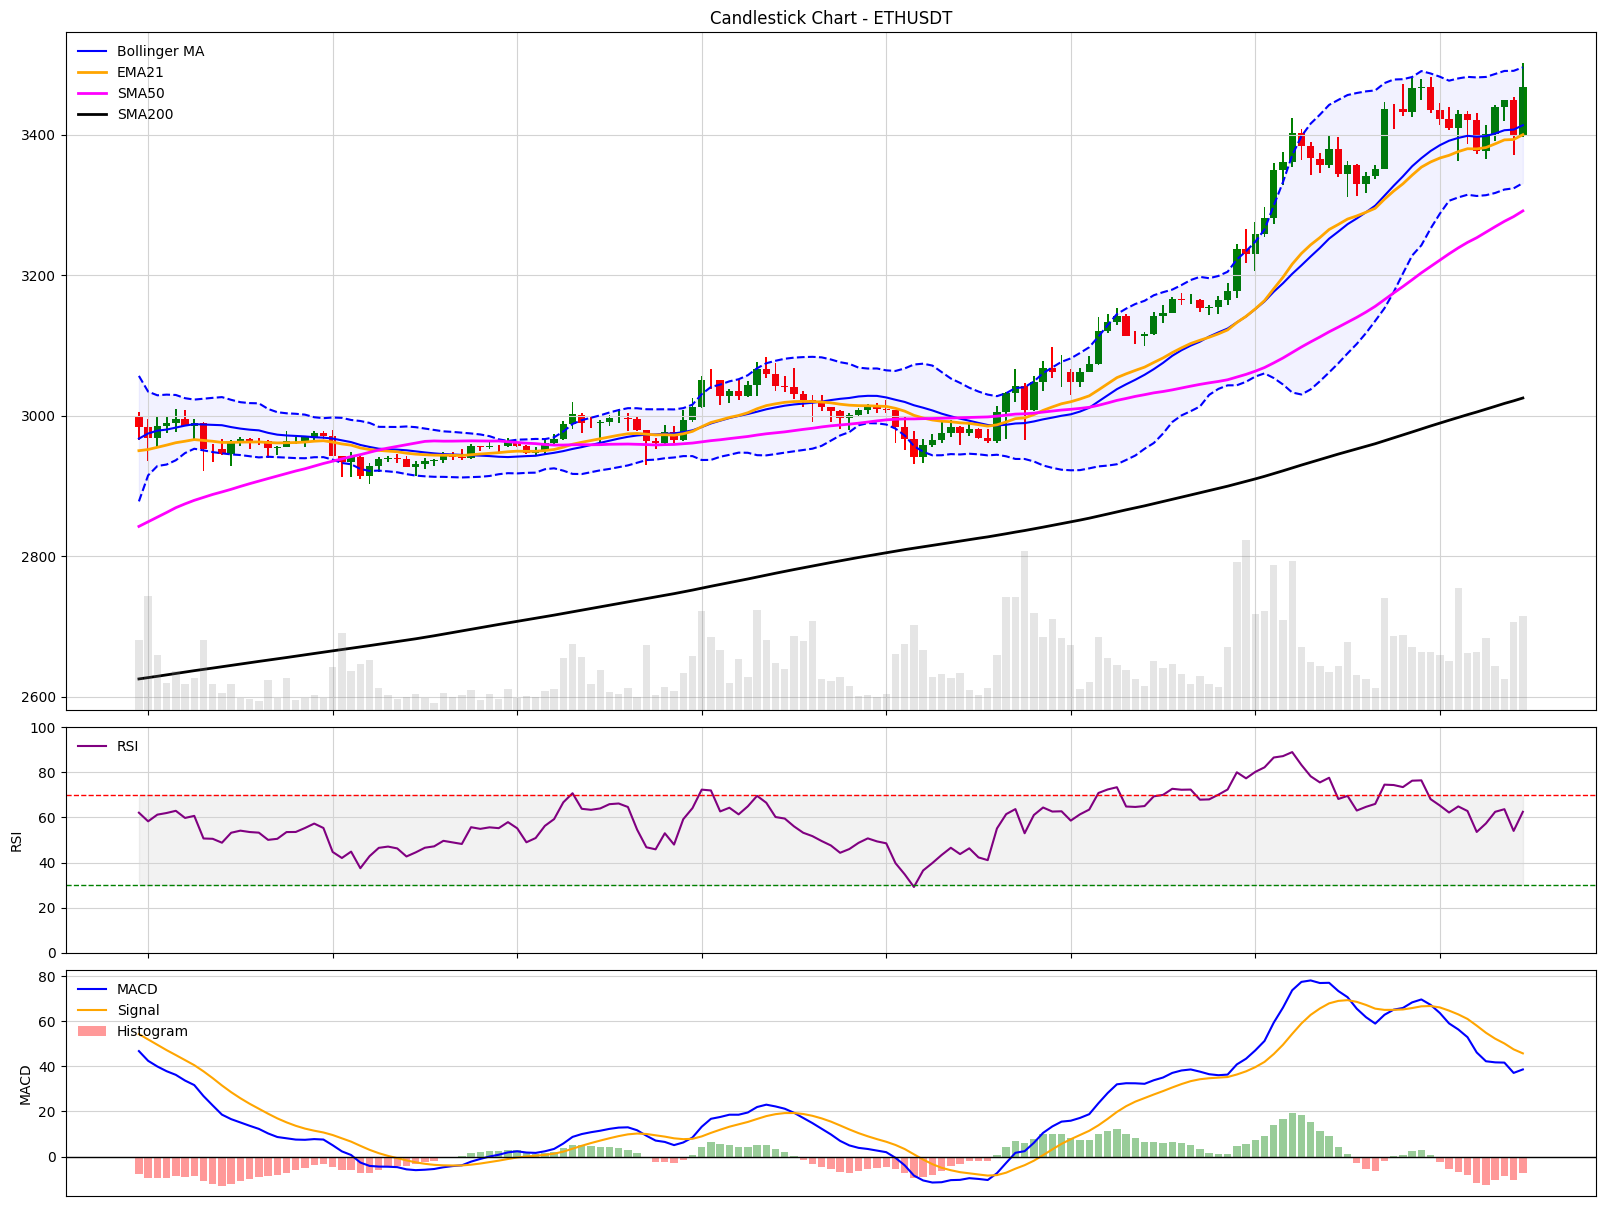 Candlestick Chart - ETHUSDT
Bollinger MA
EMA21
SMA50
SMA200
3400
3200
3000
2800
2600
RSI
100
80
60
40
20
0
RSI
MACD
Signal
Histogram
80
60
40
20
0
MACD